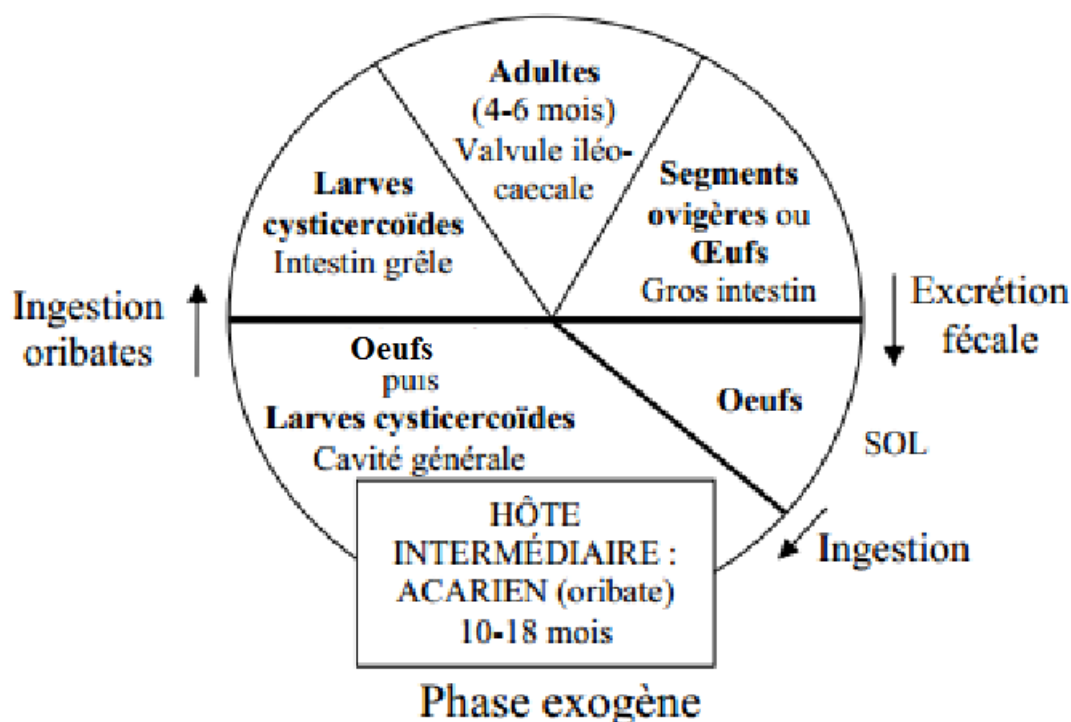 Adultes
(4-6 mois)
Valvule iléo-
caecale
Larves
cysticercoïdes
Intestin grêle
Segments
ovigères ou
Œufs
Gros intestin
Ingestion
oribates
Excrétion
fécale
Oeufs
puis
Larves cysticercoïdes
Cavité générale
Oeufs
SOL
Ingestion
HÔTE
INTERMÉDIAIRE :
ACARIEN (oribate)
10-18 mois
Phase exogène